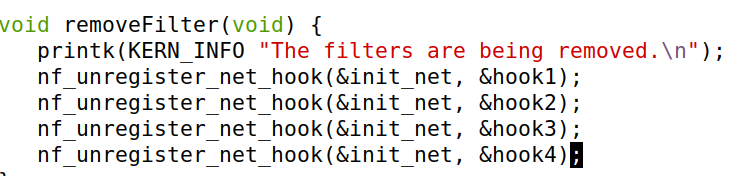 void removeFilter(void) {
   printk(KERN_INFO "The filters are being removed.\n");
   nf_unregister_net_hook(&init_net, &hook1);
   nf_unregister_net_hook(&init_net, &hook2);
   nf_unregister_net_hook(&init_net, &hook3);
   nf_unregister_net_hook(&init_net, &hook4);
}